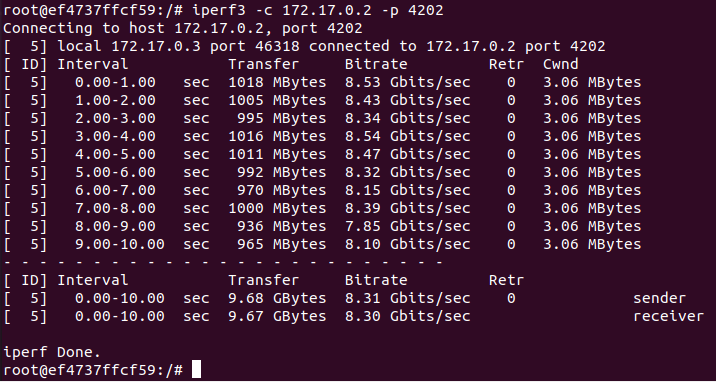 root@ef4737ffcf59:/# iperf3 -c 172.17.0.2 -p 4202
Connecting to host 172.17.0.2, port 4202
[  5] local 172.17.0.3 port 46318 connected to 172.17.0.2 port 4202
[ ID] Interval           Transfer     Bitrate         Retr  Cwnd
[  5]   0.00-1.00   sec  1018 MBytes  8.53 Gbits/sec    0   3.06 MBytes
[  5]   1.00-2.00   sec  1005 MBytes  8.43 Gbits/sec    0   3.06 MBytes
[  5]   2.00-3.00   sec   995 MBytes  8.34 Gbits/sec    0   3.06 MBytes
[  5]   3.00-4.00   sec  1016 MBytes  8.54 Gbits/sec    0   3.06 MBytes
[  5]   4.00-5.00   sec  1011 MBytes  8.47 Gbits/sec    0   3.06 MBytes
[  5]   5.00-6.00   sec   992 MBytes  8.32 Gbits/sec    0   3.06 MBytes
[  5]   6.00-7.00   sec   970 MBytes  8.15 Gbits/sec    0   3.06 MBytes
[  5]   7.00-8.00   sec  1000 MBytes  8.39 Gbits/sec    0   3.06 MBytes
[  5]   8.00-9.00   sec   936 MBytes  7.85 Gbits/sec    0   3.06 MBytes
[  5]   9.00-10.00  sec   965 MBytes  8.10 Gbits/sec    0   3.06 MBytes
- - - - - - - - - - - - - - - - - - - - - - - - -
[ ID] Interval           Transfer     Bitrate         Retr
[  5]   0.00-10.00  sec  9.68 GBytes  8.31 Gbits/sec    0             sender
[  5]   0.00-10.00  sec  9.67 GBytes  8.30 Gbits/sec                  receiver

iperf Done.
root@ef4737ffcf59:/#